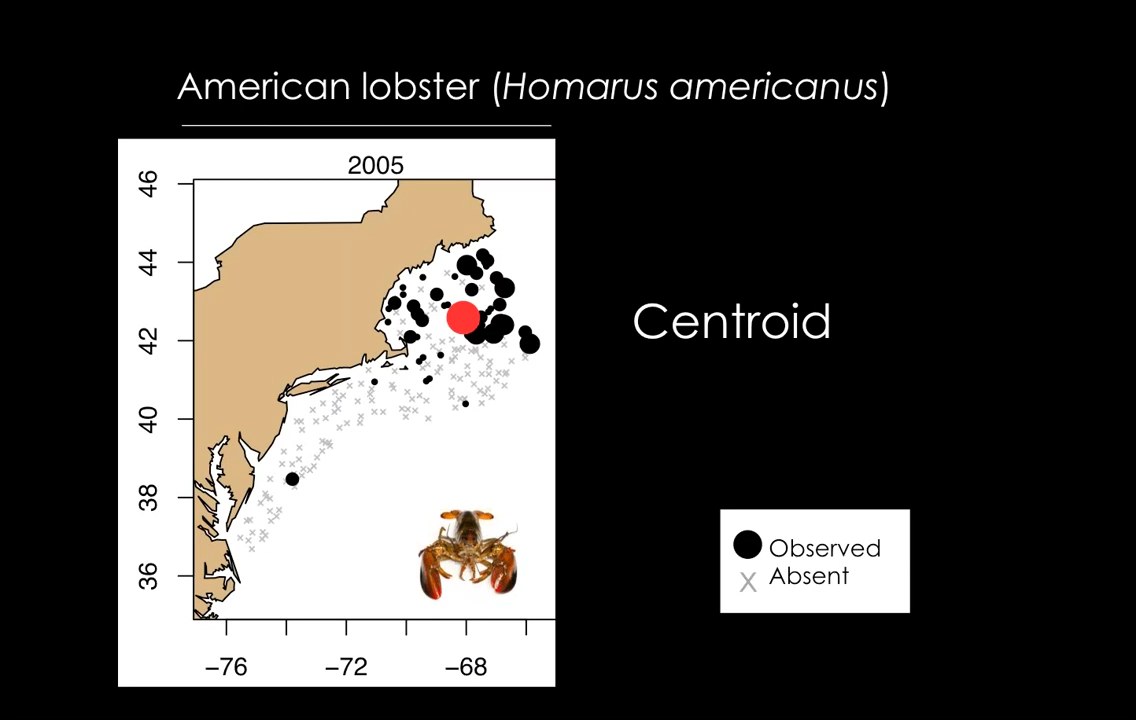 American lobster (Homarus americanus)
2005
46
44
42
40
38
36
−76 −72 −68
Centroid
Observed
x Absent